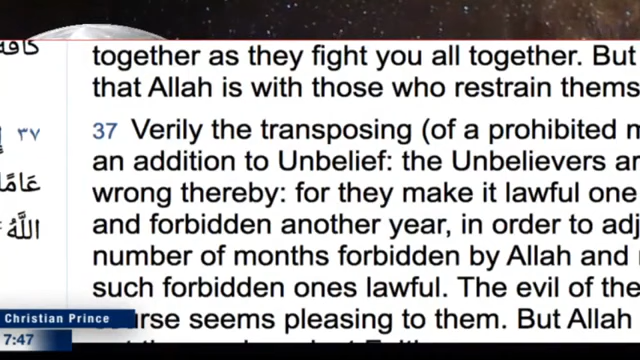 كافة
together as they fight you all together. But
that Allah is with those who restrain thems
٣٧
37 Verily the transposing (of a prohibited m
an addition to Unbelief: the Unbelievers ar
عَامًا
wrong thereby: for they make it lawful one
and forbidden another year, in order to adj
اللَّهُ
number of months forbidden by Allah and
such forbidden ones lawful. The evil of the
Christian Prince
urse seems pleasing to them. But Allah
7:47